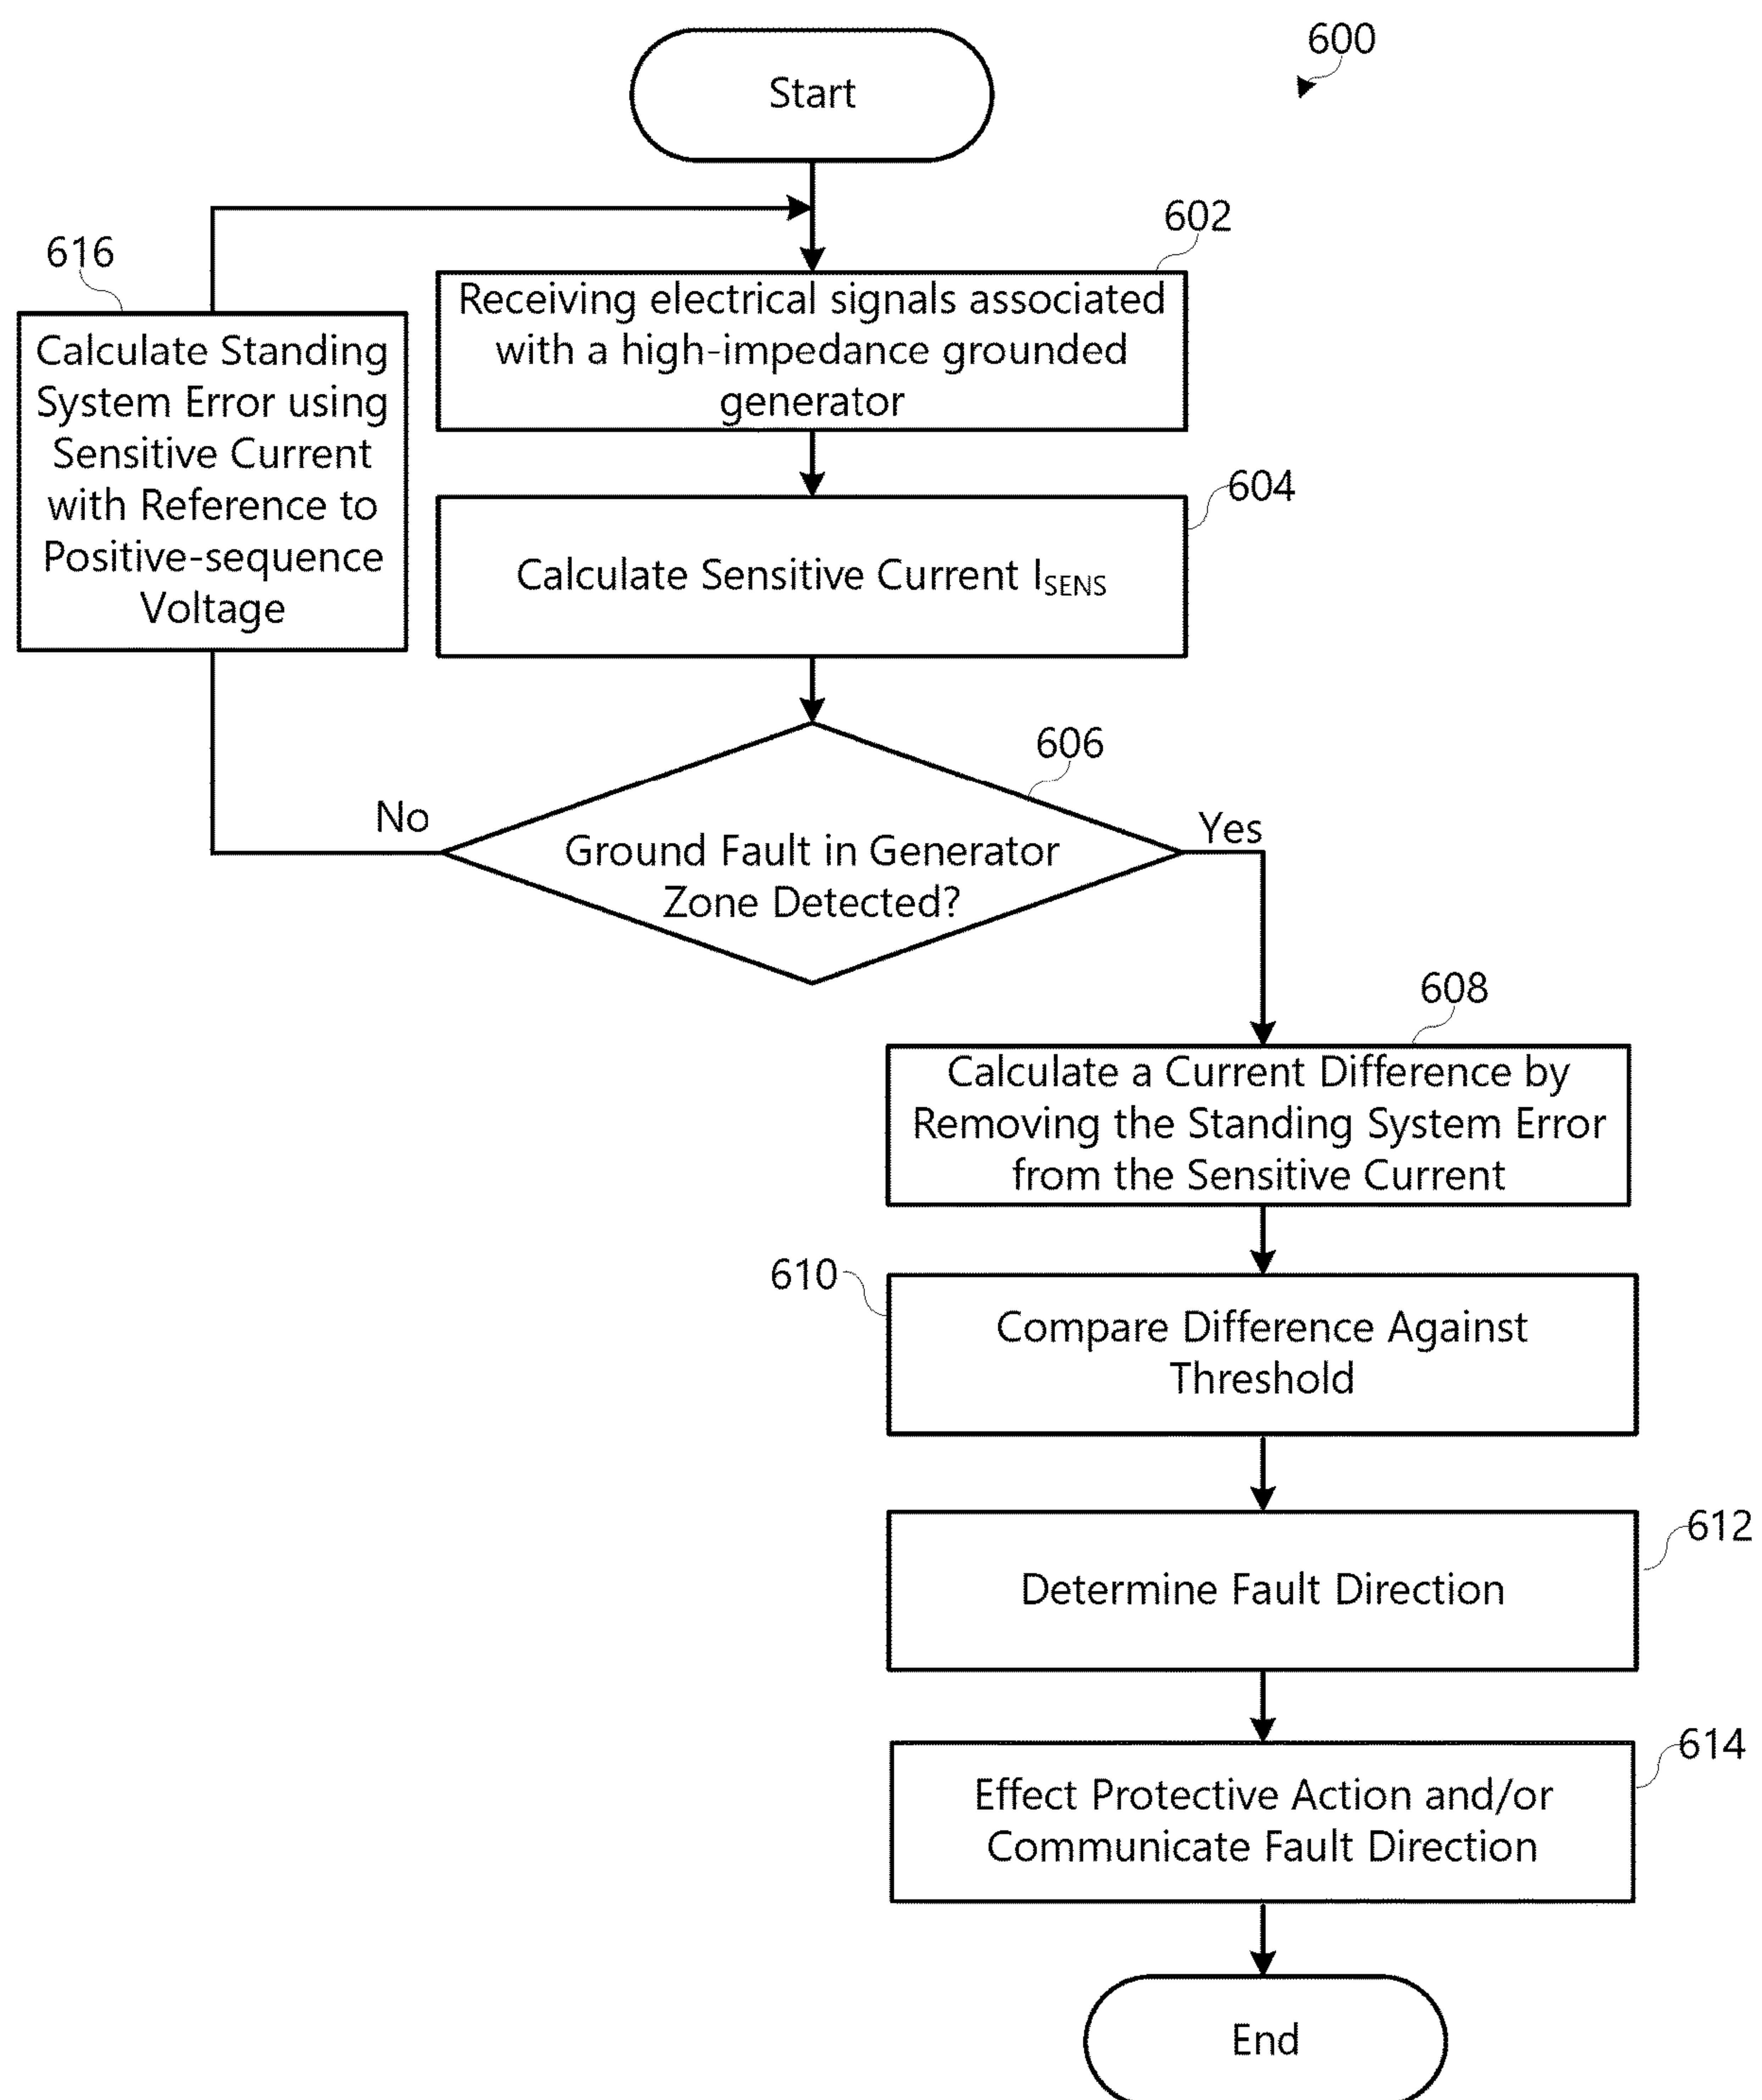 600
Start
602
Receiving electrical signals associated
with a high-impedance grounded
generator
616
Calculate Standing
System Error using
Sensitive Current
with Reference to
Positive-sequence
Voltage
604
Calculate Sensitive Current ISENS
606
No
Yes
Ground Fault in Generator
Zone Detected?
608
Calculate a Current Difference by
Removing the Standing System Error
from the Sensitive Current
610
Compare Difference Against
Threshold
612
Determine Fault Direction
614
Effect Protective Action and/or
Communicate Fault Direction
End